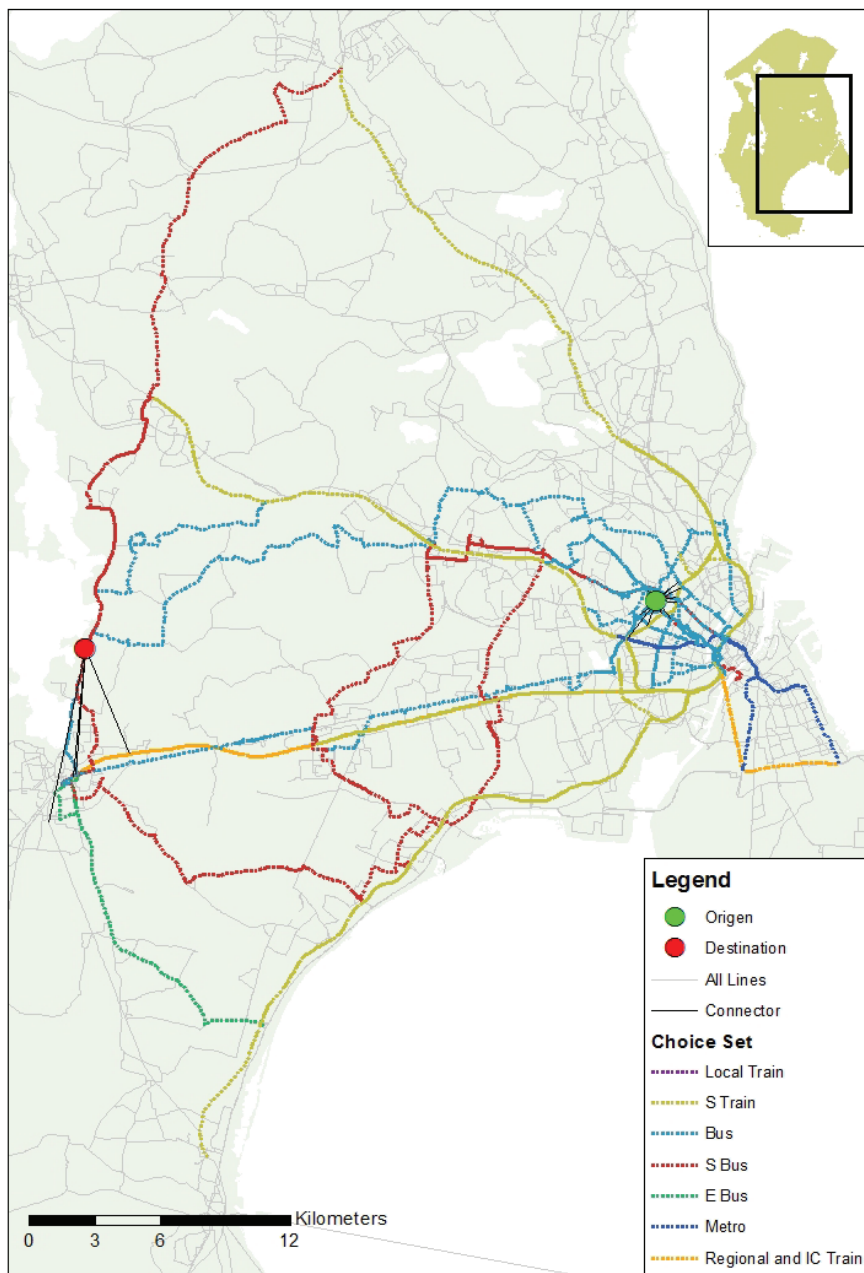 Legend
Origen
Destination
All Lines
Connector
Choice Set
Local Train
S Train
Bus
S Bus
E Bus
Metro
Regional and IC Train
Kilometers
0 3 6 12